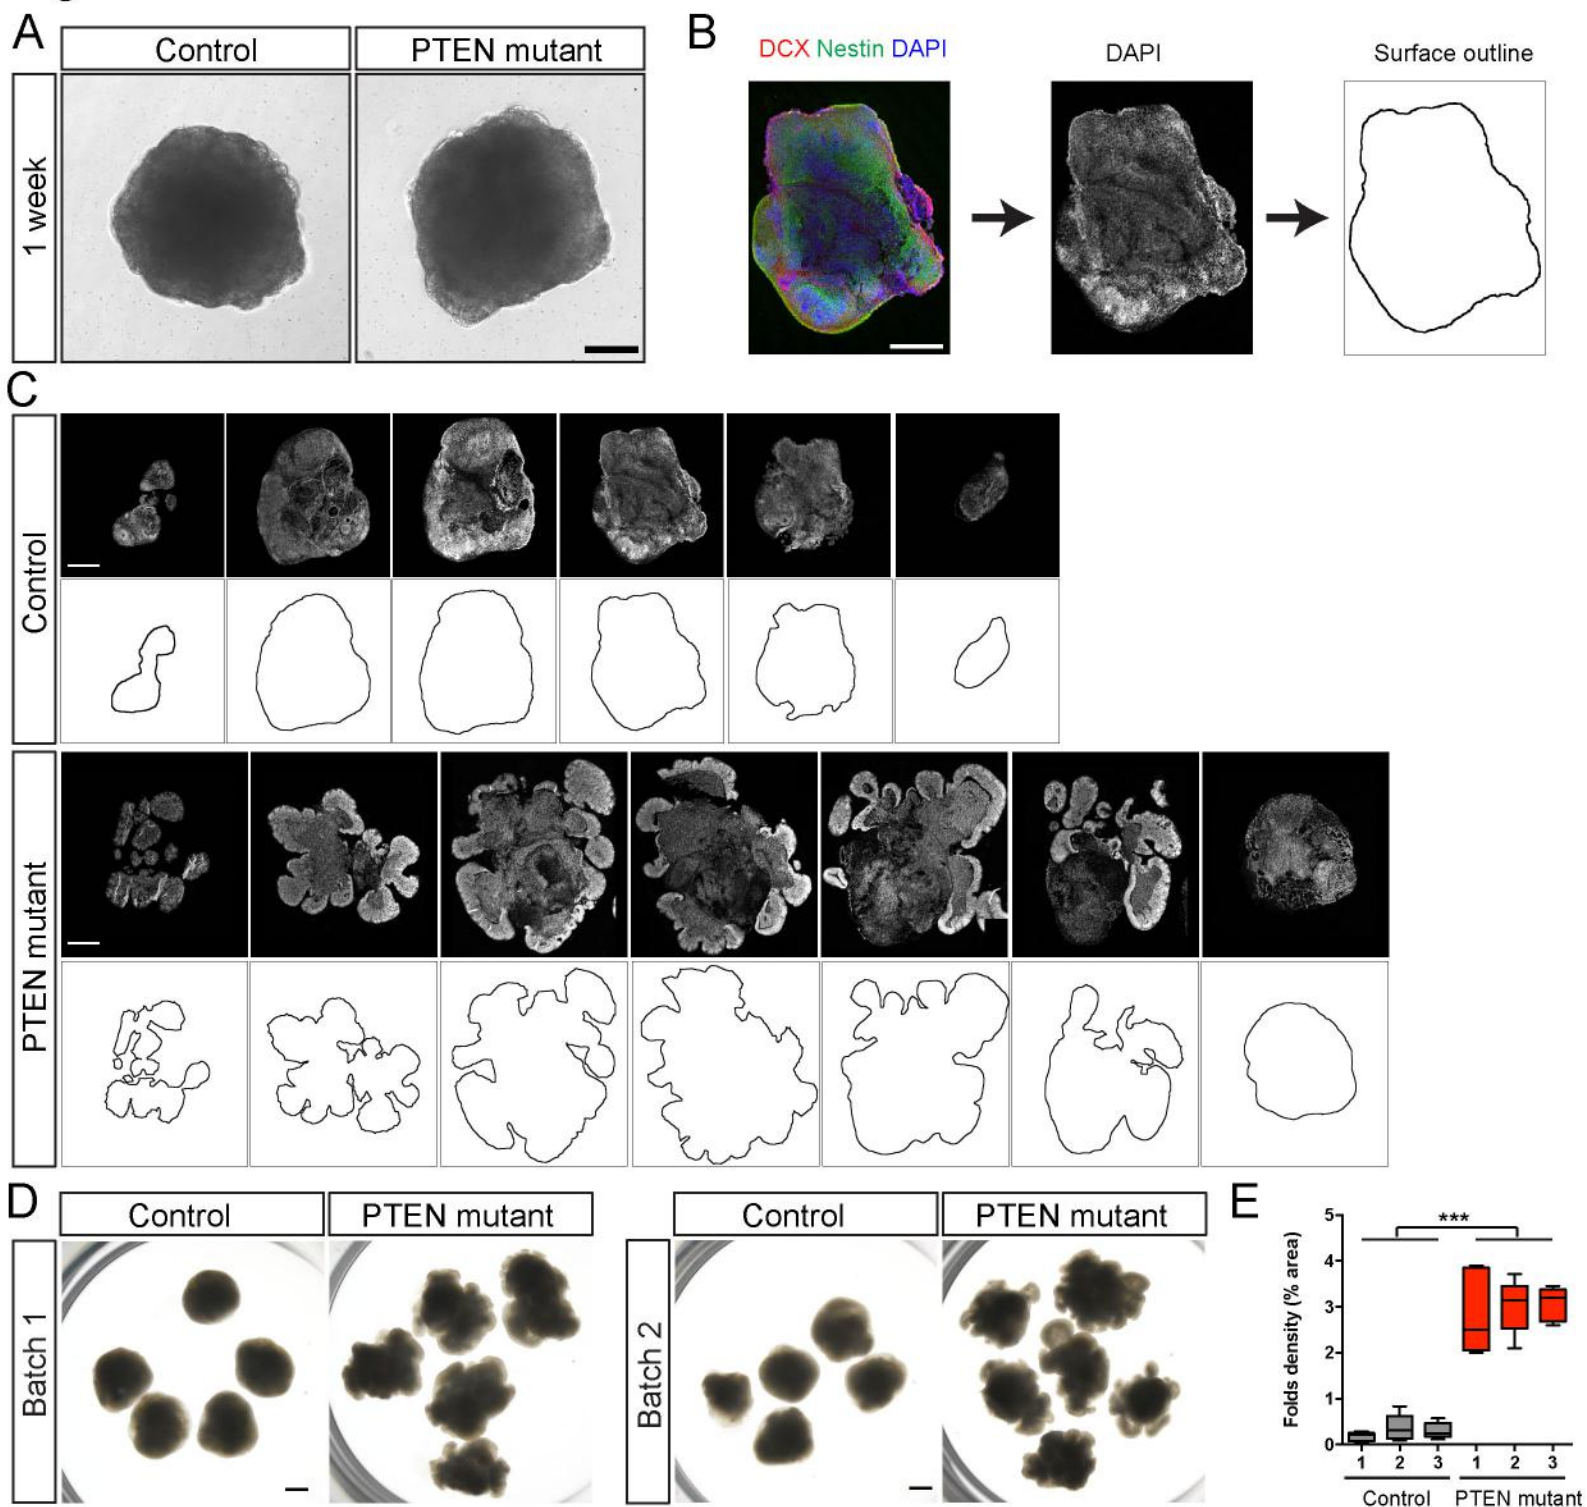 A
Control
PTEN mutant
1 week
B
DCX Nestin DAPI
DAPI
Surface outline
C
Control
PTEN mutant
D
Control
PTEN mutant
Batch 1
Control
PTEN mutant
Batch 2
E
***
Folds density (% area)
5
4
3
2
1
0
1 2 3 1 2 3
Control PTEN mutant